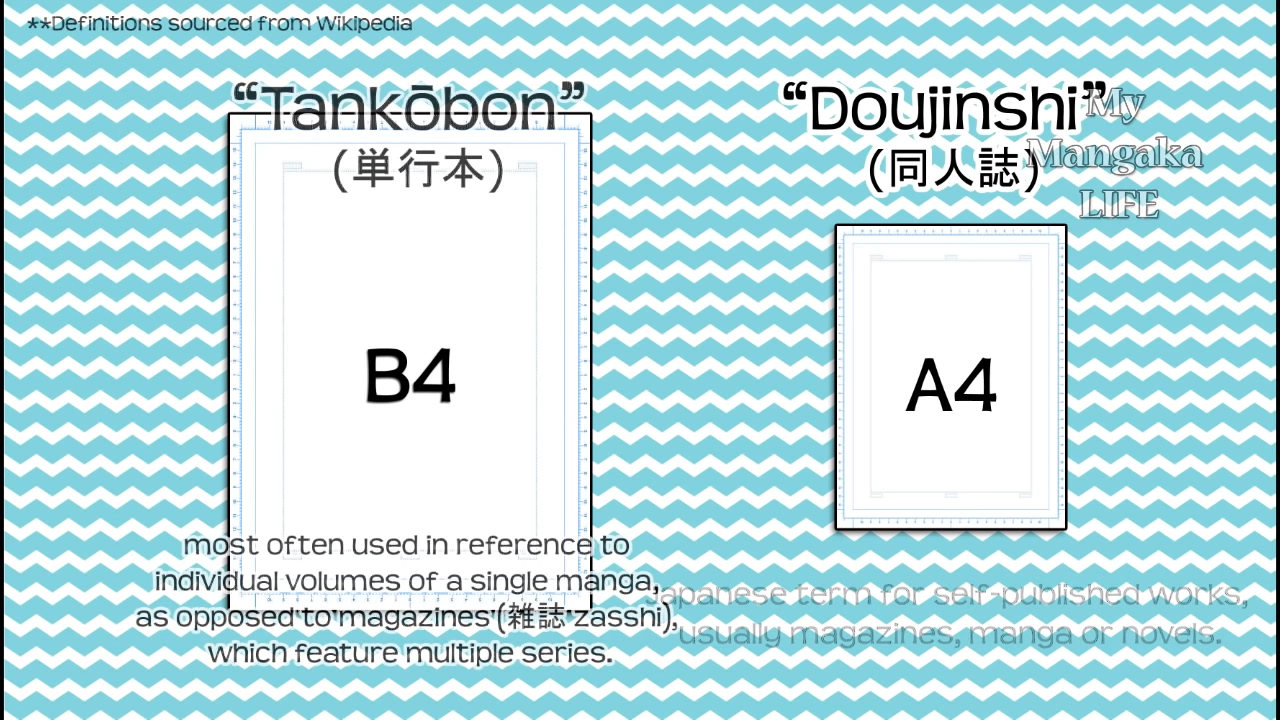 **Definitions sourced from Wikipedia
“Tankōbon”
(単行本)
B4
most often used in reference to
individual volumes of a single manga,
as opposed to magazines (雑誌 zasshi),
which feature multiple series.
“Doujinshi”
(同人誌)
My
Mangaka
LIFE
A4
Japanese term for self-published works,
usually magazines, manga or novels.